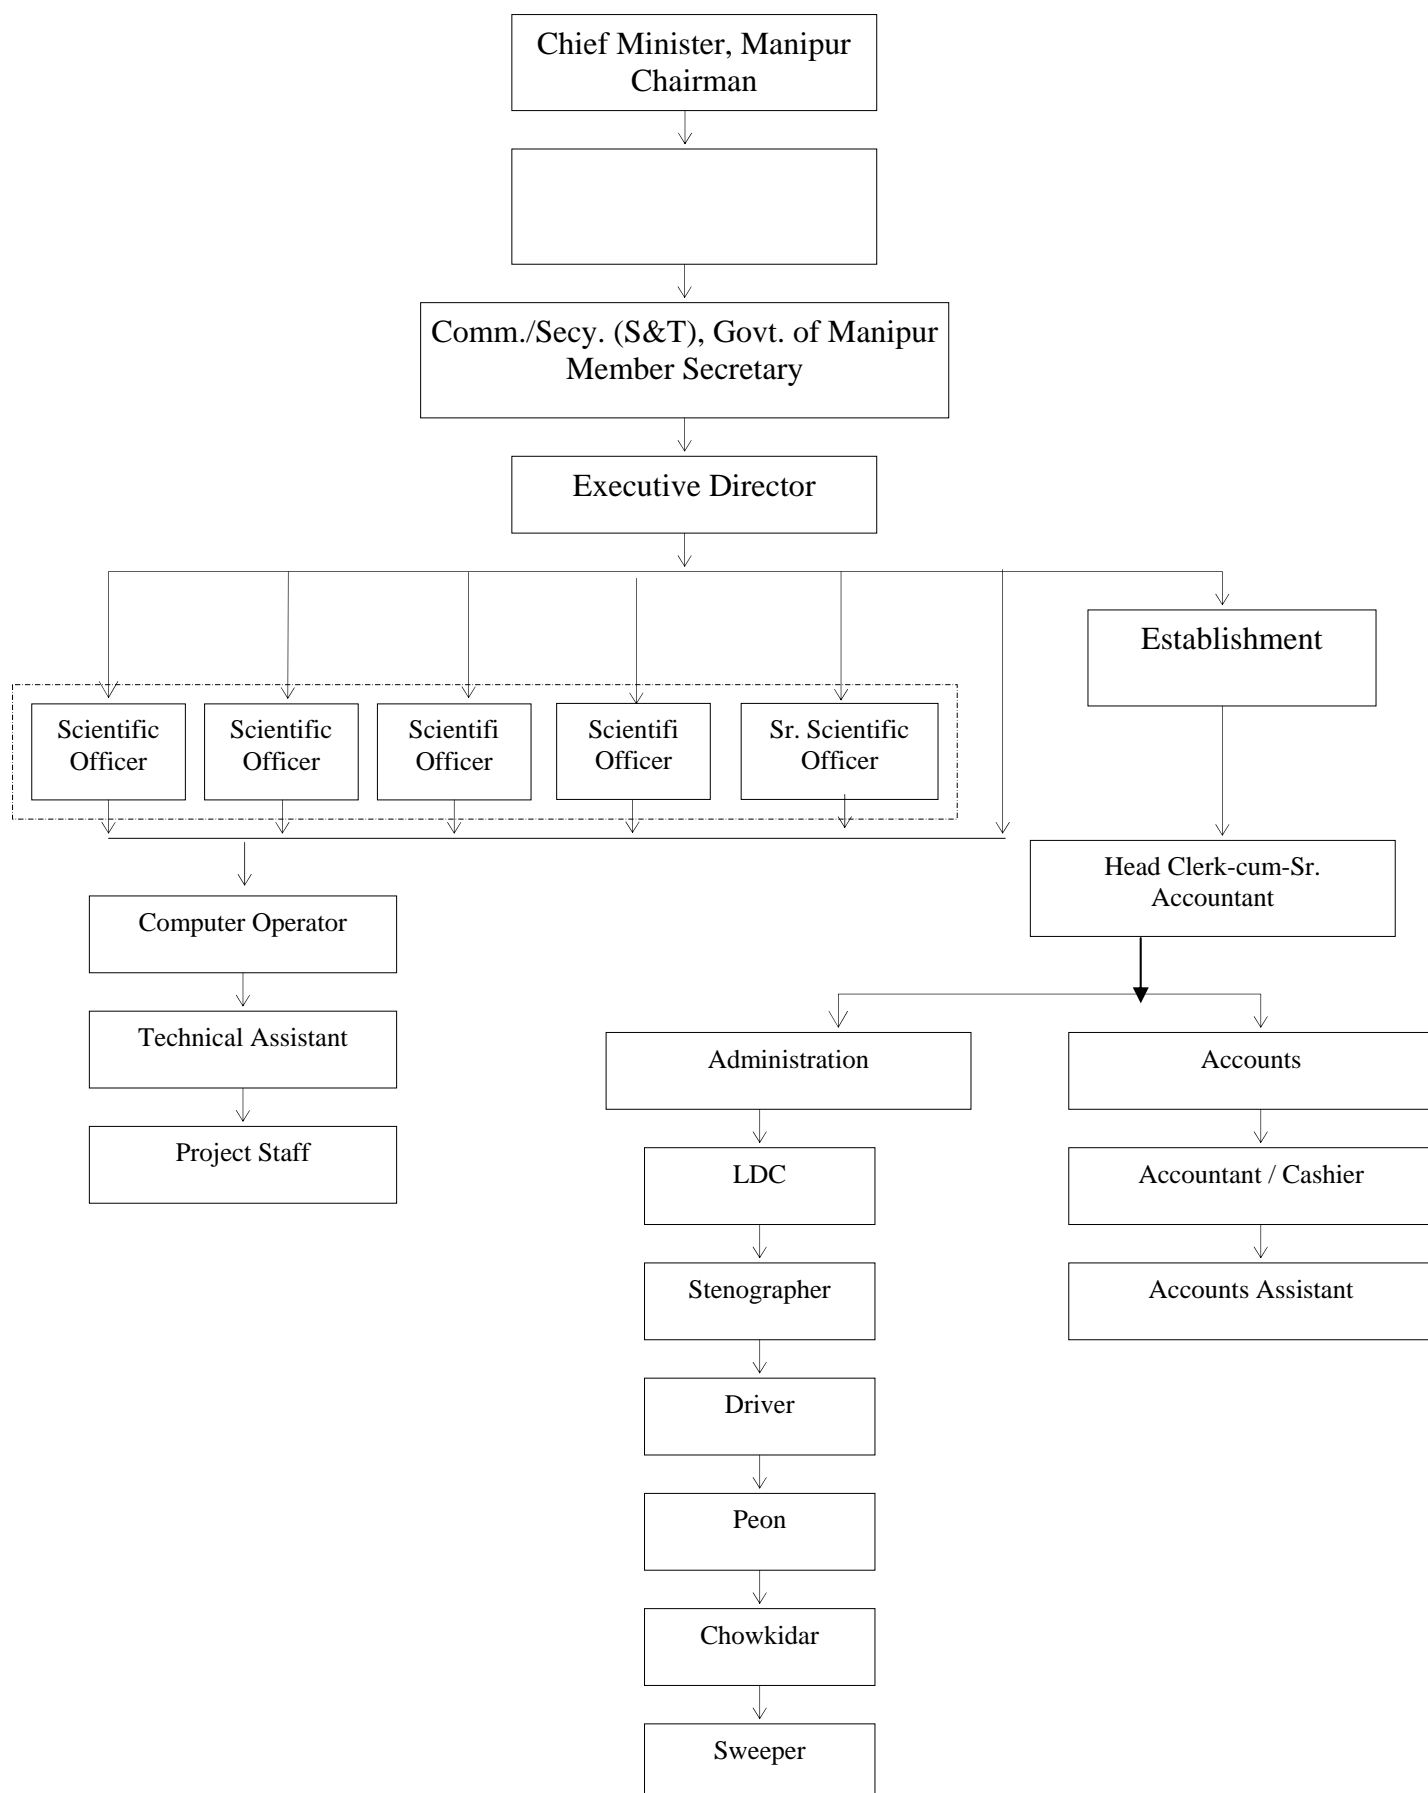 Chief Minister, Manipur
Chairman
Comm./Secy. (S&T), Govt. of Manipur
Member Secretary
Executive Director
Establishment
Scientific
Officer
Scientific
Officer
Scientifi
Officer
Scientifi
Officer
Sr. Scientific
Officer
Head Clerk-cum-Sr.
Accountant
Computer Operator
Technical Assistant
Project Staff
Administration
LDC
Stenographer
Driver
Peon
Chowkidar
Sweeper
Accounts
Accountant / Cashier
Accounts Assistant